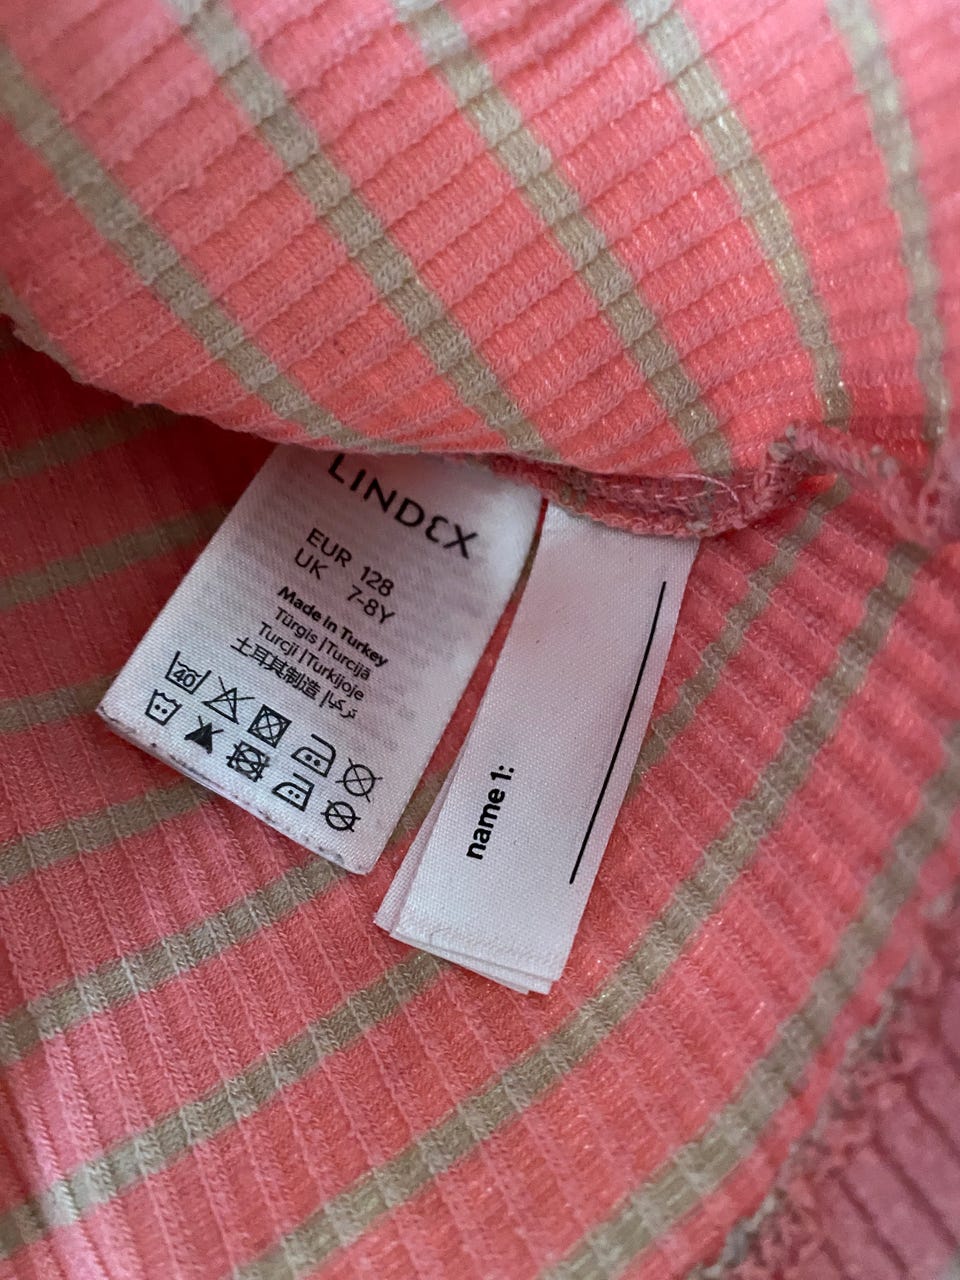 LINDEX
EUR 128
UK 7-8Y
Made in Turkey
Türgis | Turcijā
Turcji | Turkijoje
土耳其制造 | تركيا
40
name 1: